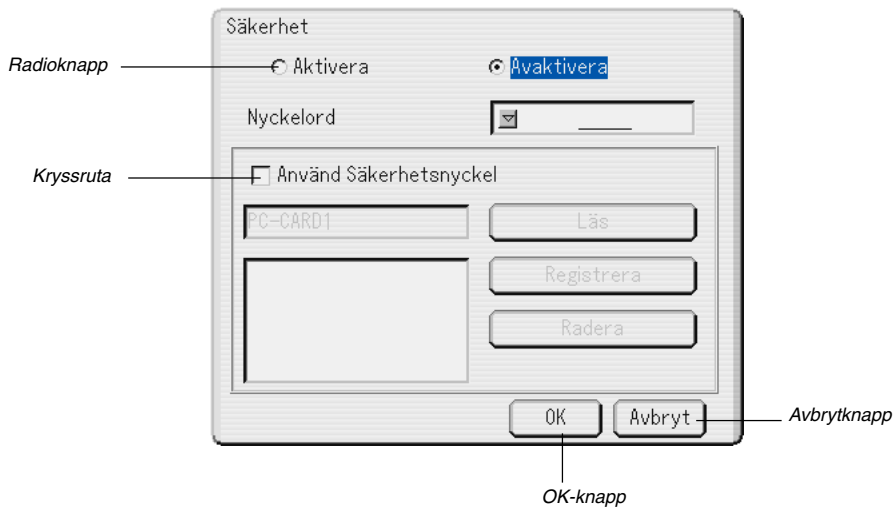 Säkerhet
Radioknapp
Aktivera
Avaktivera
Nyckelord
Kryssruta
Använd Säkerhetsnyckel
PC-CARD1
Läs
Registrera
Radera
OK
Avbryt
Avbrytknapp
OK-knapp